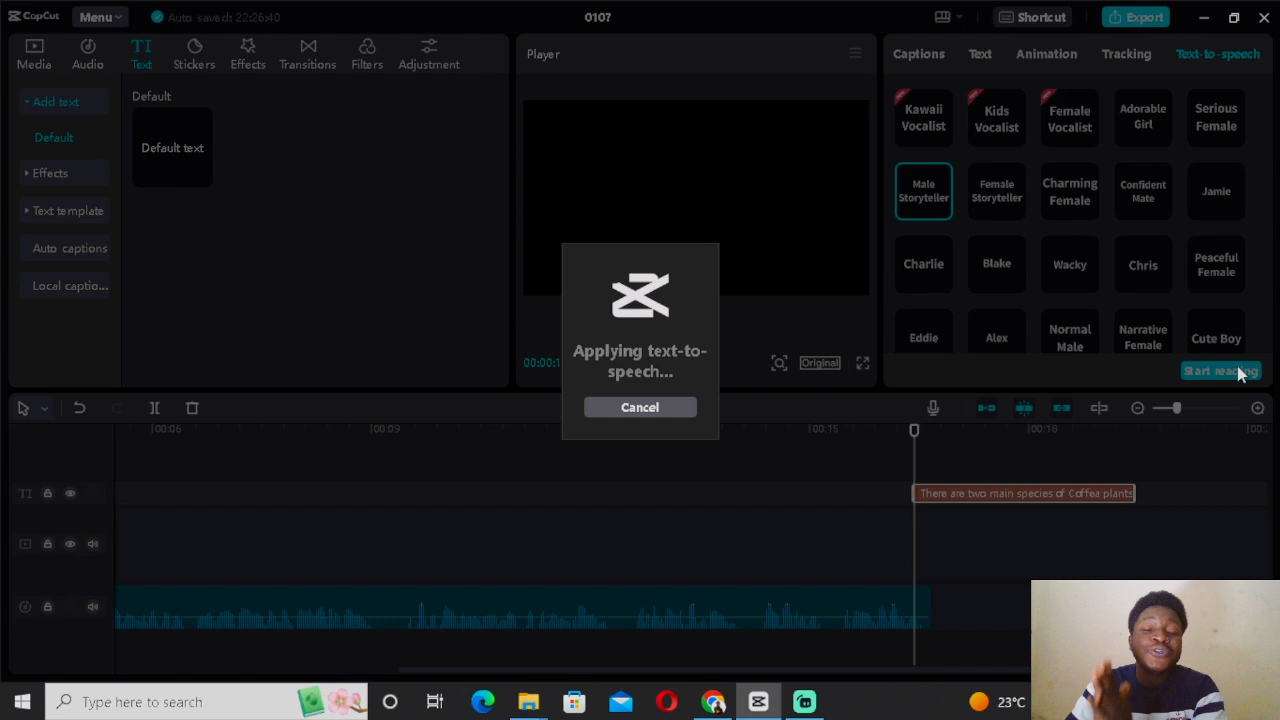 CapCut
Menu
Auto saved: 22:26:40
0107
Shortcut
Export
Media
Audio
TI
Text
Stickers
Effects
Transitions
Filters
Adjustment
Add text
Default
Effects
Text template
Auto captions
Local captio...
Default
Default text
Player
00:00:1
Original
Captions
Text
Animation
Tracking
Text-to-speech
Kawaii Vocalist
Kids Vocalist
Female Vocalist
Adorable Girl
Serious Female
Male Storyteller
Female Storyteller
Charming Female
Confident Mate
Jamie
Charlie
Blake
Wacky
Chris
Peaceful Female
Eddie
Alex
Normal Male
Narrative Female
Cute Boy
Start reading
Applying text-to-
speech...
Cancel
00:06
00:09
00:15
00:18
00:
TI
There are two main species of Coffea plants
Type here to search
23°C